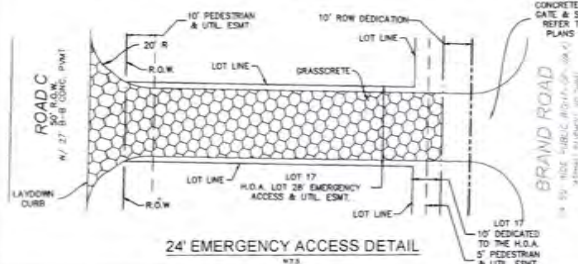 10' PEDESTRIAN
& UTIL. ESMT
20' R
R.O.W.
10' ROW DEDICATION
LOT LINE
CONCRETE
GATE &
REFER
PLANS
LOT LINE
GRASSCRETE
ROAD C
50' R.O.W.
W/ 27' B-B CONC. PVMT
BRAND ROAD
LAYDOWN
CURB
LOT LINE
LOT 17
H.O.A. LOT 28' EMERGENCY
ACCESS & UTIL. ESMT.
R.O.W
LOT LINE
LOT 17
10' DEDICATED
TO THE H.O.A.
5' PEDESTRIAN
& UTIL. ESMT
24' EMERGENCY ACCESS DETAIL
N.T.S.